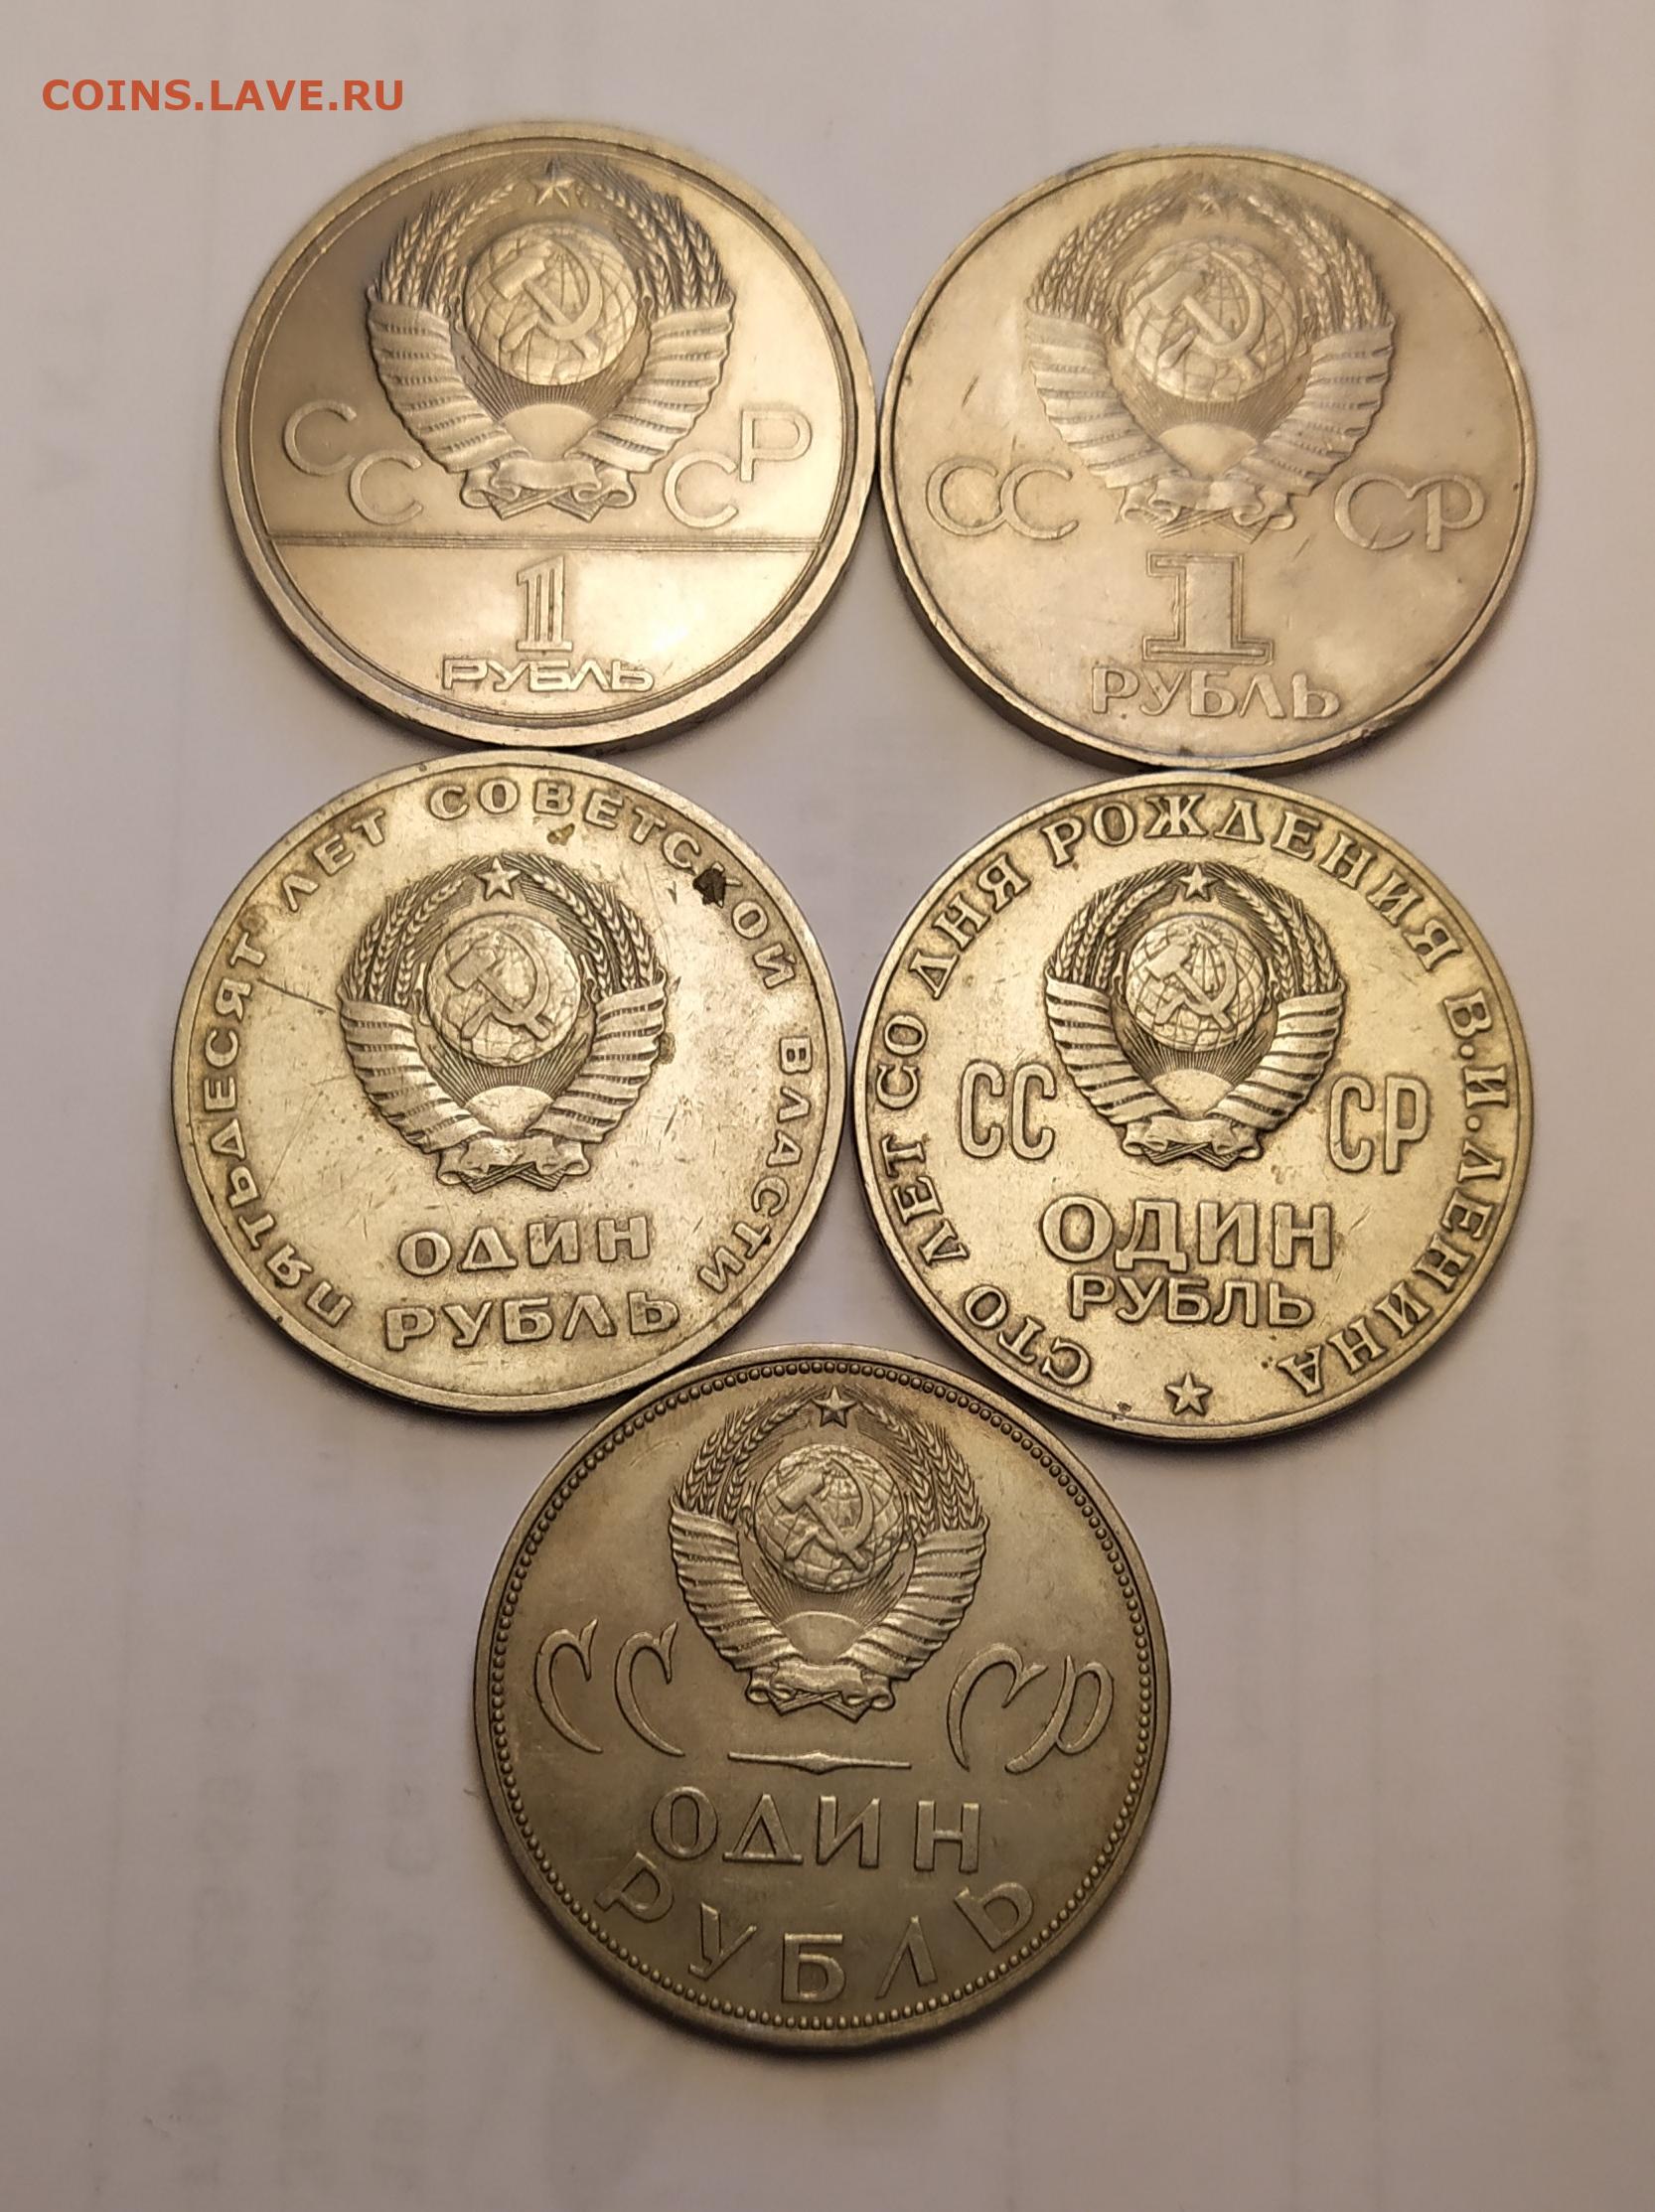 COINS.LAVE.RU
СССР
1
РУБЛЬ
СССР
1
РУБЛЬ
ПЯТЬДЕСЯТ ЛЕТ СОВЕТСКОЙ ВЛАСТИ
ОДИН
РУБЛЬ
СТО ЛЕТ СО ДНЯ РОЖДЕНИЯ В.И.ЛЕНИНА
СССР
ОДИН
РУБЛЬ
СССР
ОДИН
РУБЛЬ